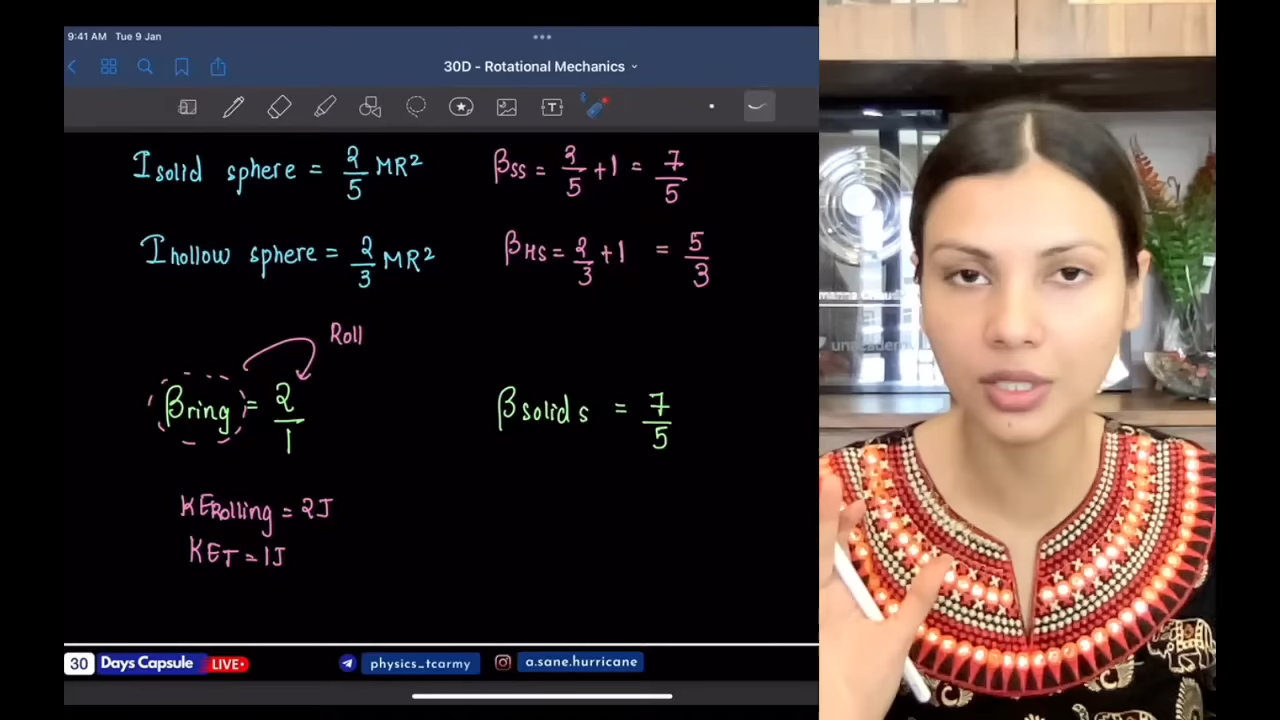 9:41 AM Tue 9 Jan
30D - Rotational Mechanics
I solid sphere = 2/5 MR²
βss = 2/5 + 1 = 7/5
I hollow sphere = 2/3 MR²
βHS = 2/3 + 1 = 5/3
Roll
βring = 2/1
βsolid s = 7/5
KERolling = 2J
KET = 1J
30 Days Capsule LIVE
physics_tcarmy
a.sane.hurricane